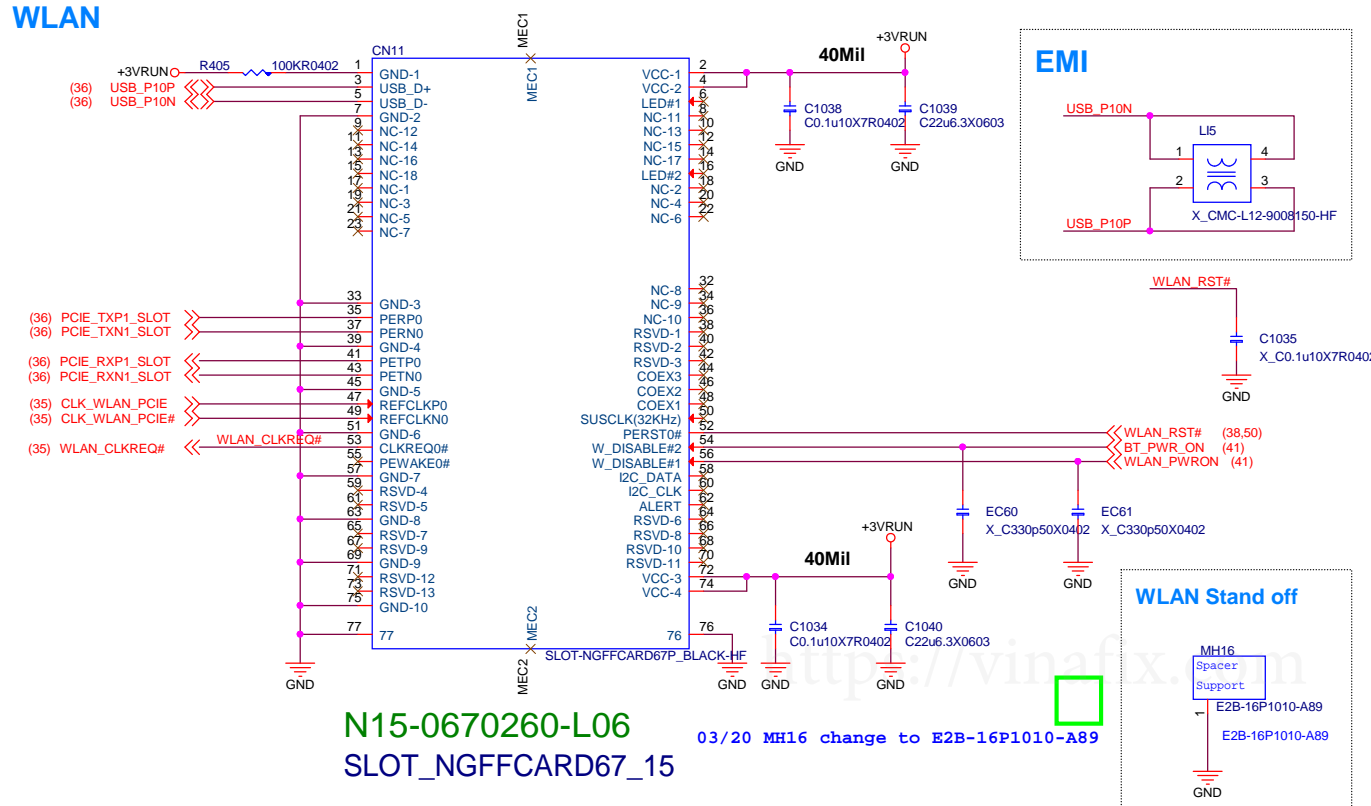 WLAN
CN11
MEC1
MEC1
+3VRUN
R405
100KR0402
(36) USB_P10P
(36) USB_P10N
1 GND-1
3 USB_D+
5 USB_D-
7 GND-2
9 NC-12
11 NC-14
13 NC-16
15 NC-18
17 NC-1
19 NC-3
21 NC-5
23 NC-7
33 GND-3
35 PERP0
37 PERN0
39 GND-4
41 PETP0
43 PETN0
45 GND-5
47 REFCLKP0
49 REFCLKN0
51 GND-6
53 CLKREQ0#
55 PEWAKE0#
57 GND-7
59 RSVD-4
61 RSVD-5
63 GND-8
65 RSVD-7
67 RSVD-9
69 GND-9
71 RSVD-12
73 RSVD-13
75 GND-10
77 77
(36) PCIE_TXP1_SLOT
(36) PCIE_TXN1_SLOT
(36) PCIE_RXP1_SLOT
(36) PCIE_RXN1_SLOT
(35) CLK_WLAN_PCIE
(35) CLK_WLAN_PCIE#
(35) WLAN_CLKREQ#
WLAN_CLKREQ#
GND
VCC-1 2
VCC-2 4
LED#1 6
NC-11 8
NC-13 10
NC-15 12
NC-17 14
LED#2 16
NC-2 18
NC-4 20
NC-6 22
NC-8 32
NC-9 34
NC-10 36
RSVD-1 38
RSVD-2 40
RSVD-3 42
COEX3 44
COEX2 46
COEX1 48
SUSCLK(32KHz) 50
PERST0# 52
W_DISABLE#2 54
W_DISABLE#1 56
I2C_DATA 58
I2C_CLK 60
ALERT 62
RSVD-6 64
RSVD-8 66
RSVD-10 68
RSVD-11 70
VCC-3 72
VCC-4 74
76 76
MEC2
MEC2
SLOT-NGFFCARD67P_BLACK-HF
GND
40Mil
+3VRUN
C1038
C0.1u10X7R0402
C1039
C22u6.3X0603
GND
GND
WLAN_RST# (38,50)
BT_PWR_ON (41)
WLAN_PWRON (41)
EC60
X_C330p50X0402
EC61
X_C330p50X0402
GND
GND
+3VRUN
40Mil
C1034
C0.1u10X7R0402
C1040
C22u6.3X0603
GND
GND
EMI
USB_P10N
LI5
1
4
2
3
X_CMC-L12-9008150-HF
USB_P10P
WLAN_RST#
C1035
X_C0.1u10X7R0402
GND
WLAN Stand off
MH16
Spacer
Support
E2B-16P1010-A89
1
E2B-16P1010-A89
GND
https://vinafix.com
N15-0670260-L06
SLOT_NGFFCARD67_15
03/20 MH16 change to E2B-16P1010-A89